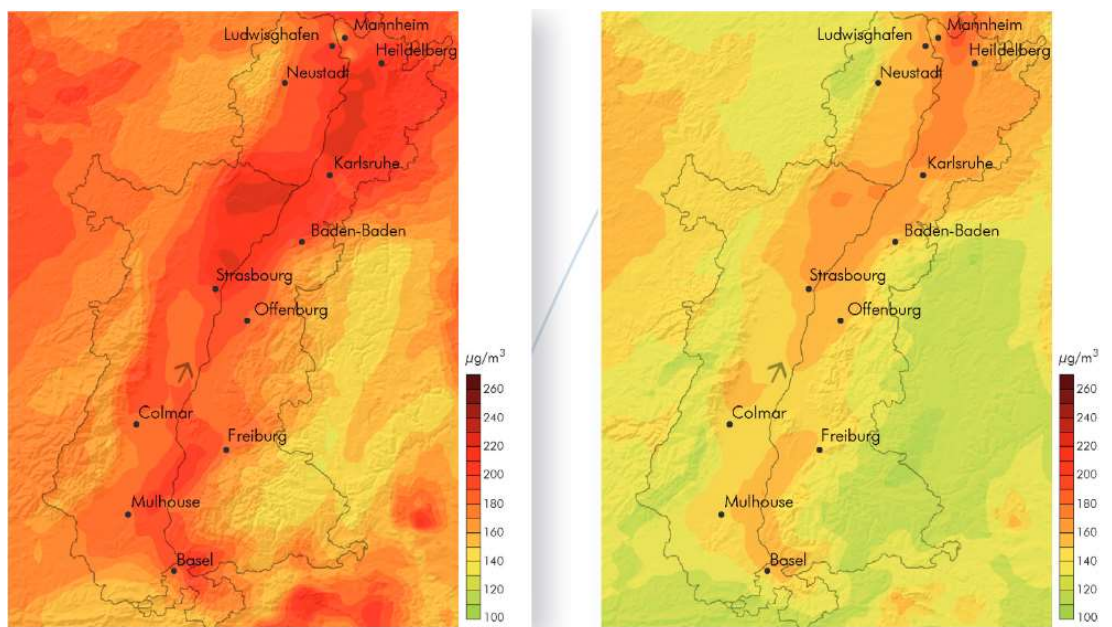 Mannheim
Ludwisghafen
Heildelberg
Neustadt
Karlsruhe
Baden-Baden
Strasbourg
Offenburg
Colmar
Freiburg
Mulhouse
Basel
µg/m³
260
240
220
200
180
160
140
120
100
Mannheim
Ludwisghafen
Heildelberg
Neustadt
Karlsruhe
Baden-Baden
Strasbourg
Offenburg
Colmar
Freiburg
Mulhouse
Basel
µg/m³
260
240
220
200
180
160
140
120
100